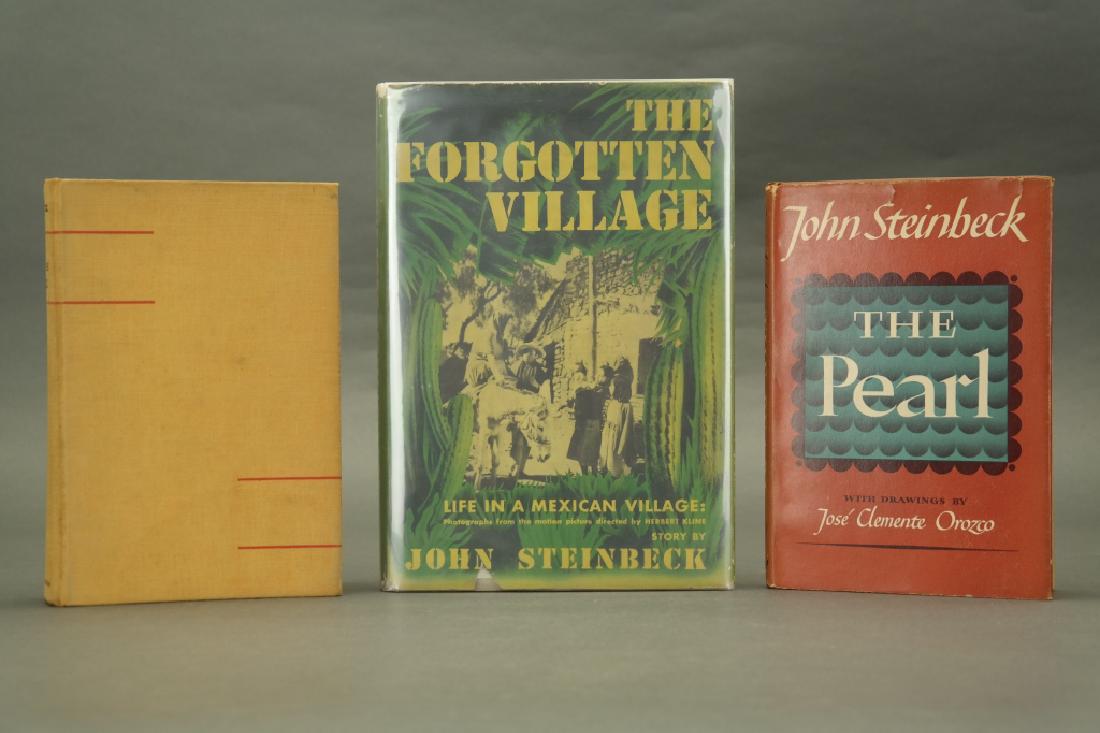 THE
FORGOTTEN
VILLAGE
LIFE IN A MEXICAN VILLAGE:
Photographs from the motion picture directed by HERBERT KLINE
STORY BY
JOHN STEINBECK
John Steinbeck
THE
Pearl
WITH DRAWINGS BY
José Clemente Orozco